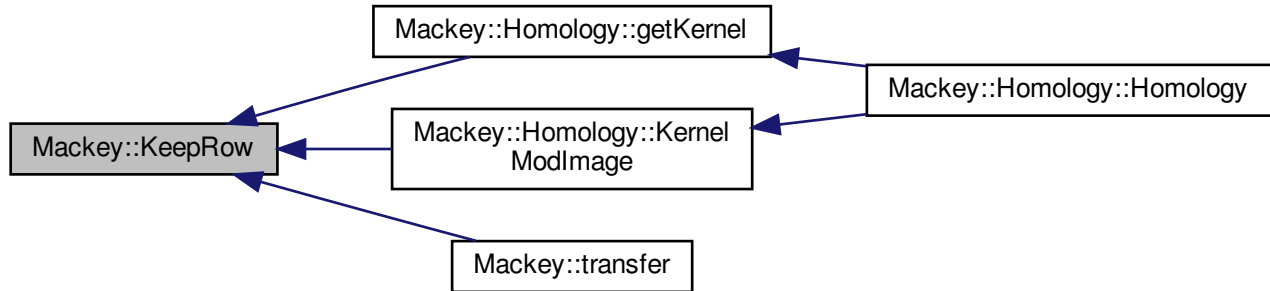 Mackey::Homology::getKernel
Mackey::Homology::Homology
Mackey::KeepRow
Mackey::Homology::Kernel
ModImage
Mackey::transfer